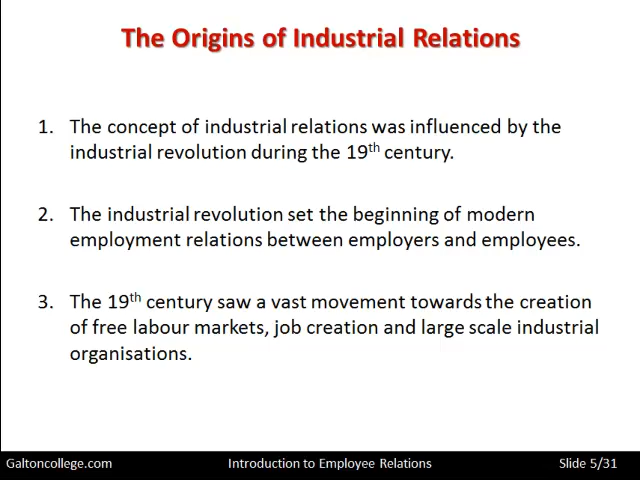 The Origins of Industrial Relations
1. The concept of industrial relations was influenced by the
industrial revolution during the 19th century.
2. The industrial revolution set the beginning of modern
employment relations between employers and employees.
3. The 19th century saw a vast movement towards the creation
of free labour markets, job creation and large scale industrial
organisations.
Galtoncollege.com Introduction to Employee Relations Slide 5/31